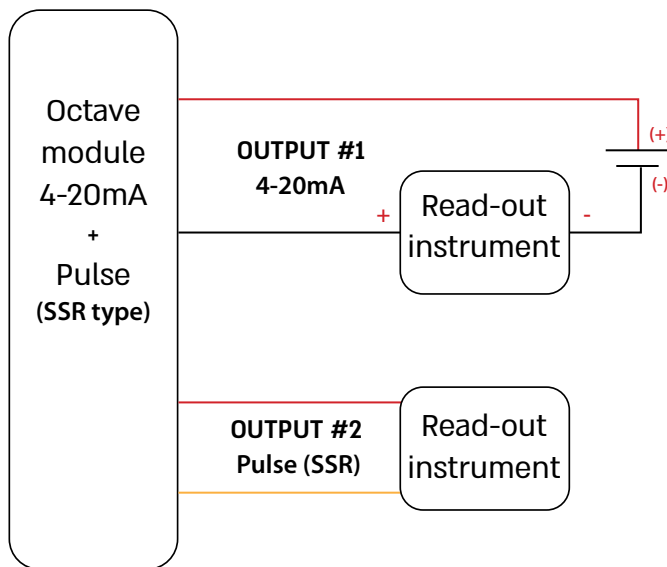 Octave
module
4-20mA
+
Pulse
(SSR type)
OUTPUT #1
4-20mA
+
Read-out
instrument
-
(+)
(-)
OUTPUT #2
Pulse (SSR)
Read-out
instrument